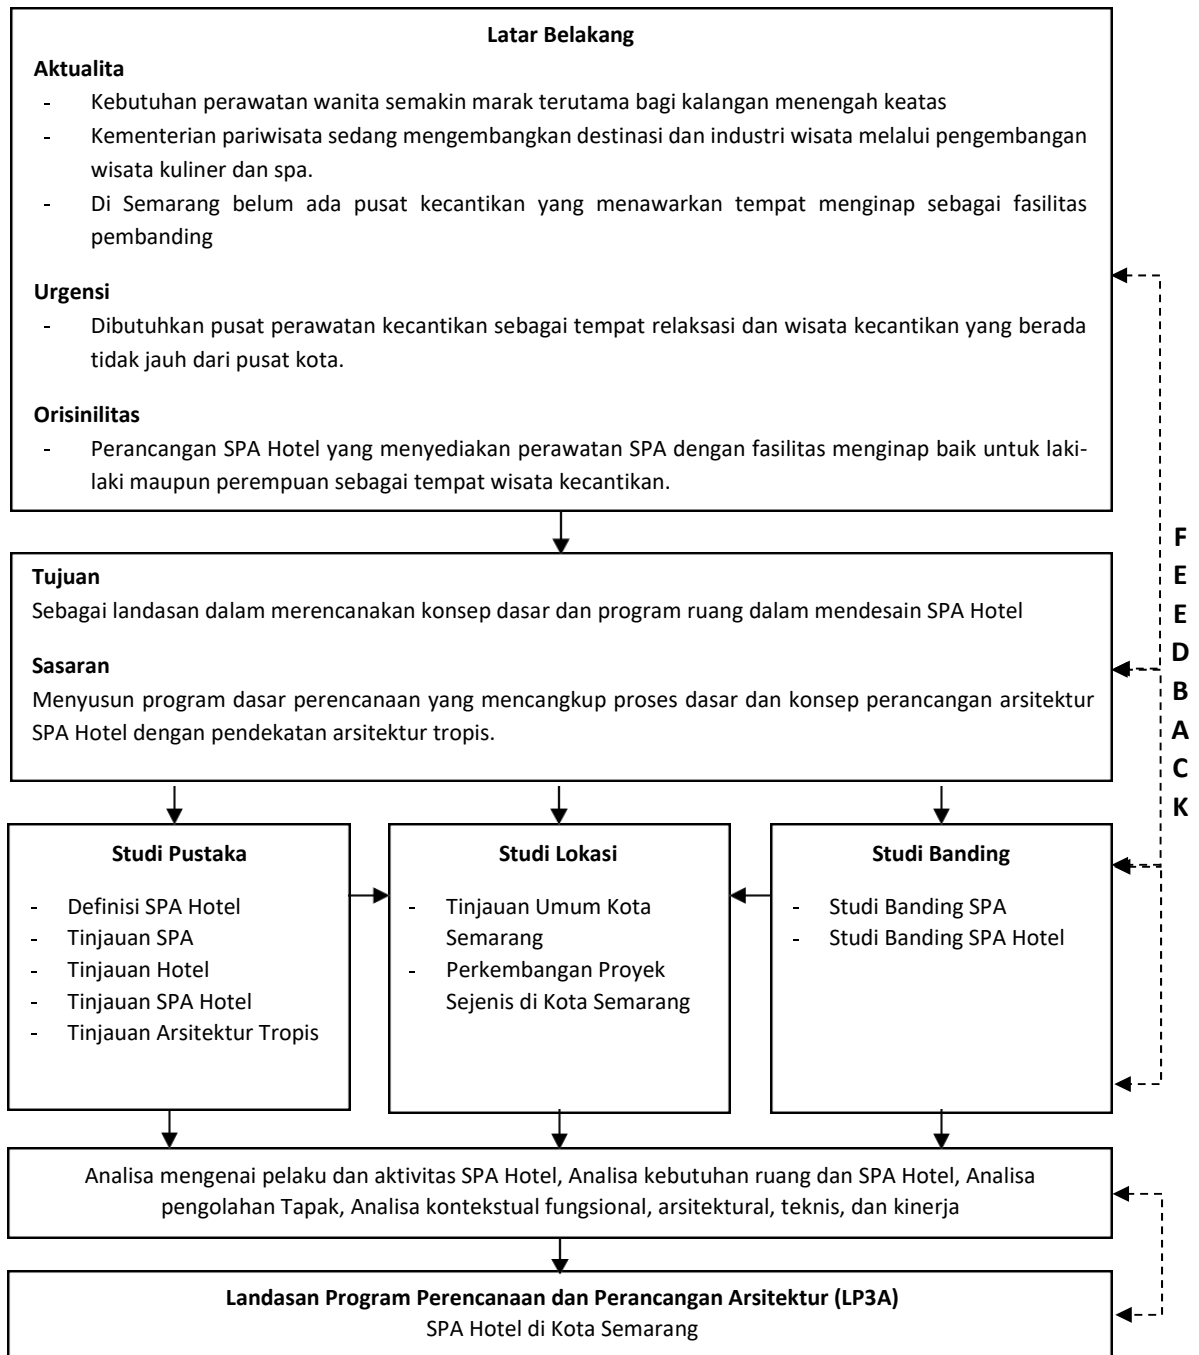 Latar Belakang
Aktualita
- Kebutuhan perawatan wanita semakin marak terutama bagi kalangan menengah keatas
- Kementerian pariwisata sedang mengembangkan destinasi dan industri wisata melalui pengembangan
wisata kuliner dan spa.
- Di Semarang belum ada pusat kecantikan yang menawarkan tempat menginap sebagai fasilitas
pembanding
Urgensi
- Dibutuhkan pusat perawatan kecantikan sebagai tempat relaksasi dan wisata kecantikan yang berada
tidak jauh dari pusat kota.
Orisinilitas
- Perancangan SPA Hotel yang menyediakan perawatan SPA dengan fasilitas menginap baik untuk laki-
laki maupun perempuan sebagai tempat wisata kecantikan.
Tujuan
Sebagai landasan dalam merencanakan konsep dasar dan program ruang dalam mendesain SPA Hotel
Sasaran
Menyusun program dasar perencanaan yang mencangkup proses dasar dan konsep perancangan arsitektur
SPA Hotel dengan pendekatan arsitektur tropis.
Studi Pustaka
- Definisi SPA Hotel
- Tinjauan SPA
- Tinjauan Hotel
- Tinjauan SPA Hotel
- Tinjauan Arsitektur Tropis
Studi Lokasi
- Tinjauan Umum Kota
Semarang
- Perkembangan Proyek
Sejenis di Kota Semarang
Studi Banding
- Studi Banding SPA
- Studi Banding SPA Hotel
Analisa mengenai pelaku dan aktivitas SPA Hotel, Analisa kebutuhan ruang dan SPA Hotel, Analisa
pengolahan Tapak, Analisa kontekstual fungsional, arsitektural, teknis, dan kinerja
Landasan Program Perencanaan dan Perancangan Arsitektur (LP3A)
SPA Hotel di Kota Semarang
F
E
E
D
B
A
C
K